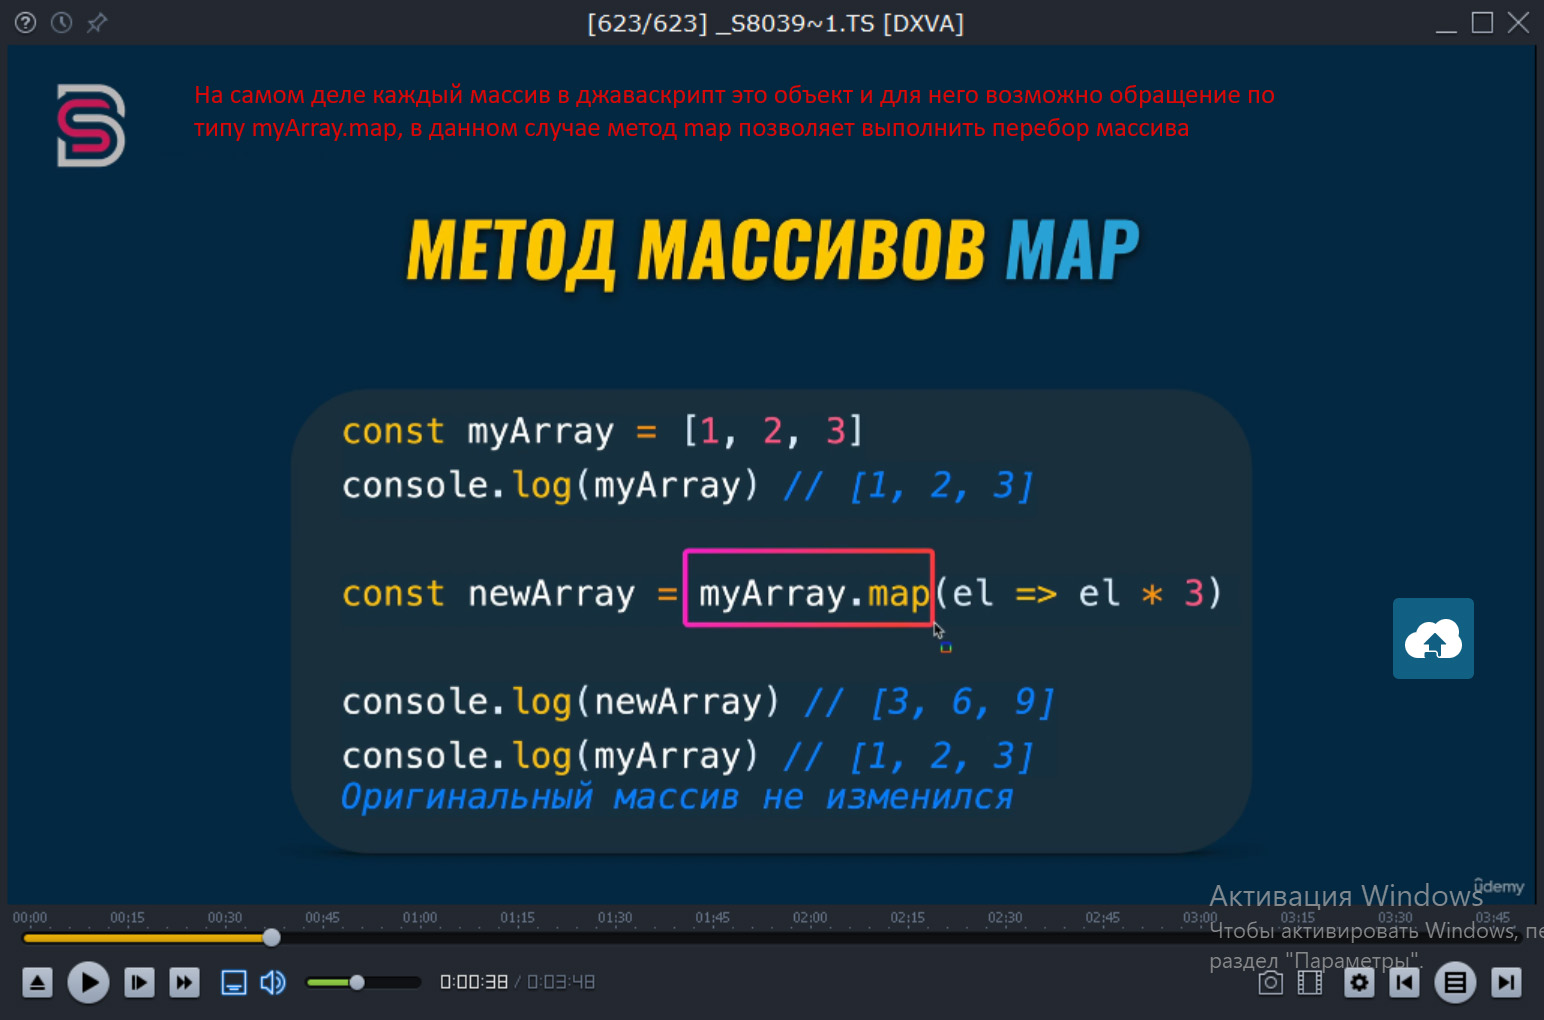 [623/623] _S8039~1.TS [DXVA]
На самом деле каждый массив в джаваскрипт это объект и для него возможно обращение по
типу myArray.map, в данном случае метод map позволяет выполнить перебор массива
МЕТОД МАССИВОВ MAP
const myArray = [1, 2, 3]
console.log(myArray) // [1, 2, 3]
const newArray = myArray.map(el => el * 3)
console.log(newArray) // [3, 6, 9]
console.log(myArray) // [1, 2, 3]
Оригинальный массив не изменился
ûdemy
Активация Windows
00:00 00:15 00:30 00:45 01:00 01:15 01:30 01:45 02:00 02:15 02:30 02:45 03:00 03:15 03:30 03:45
Чтобы активировать Windows, пе
раздел "Параметры".
0:00:38 / 0:03:48